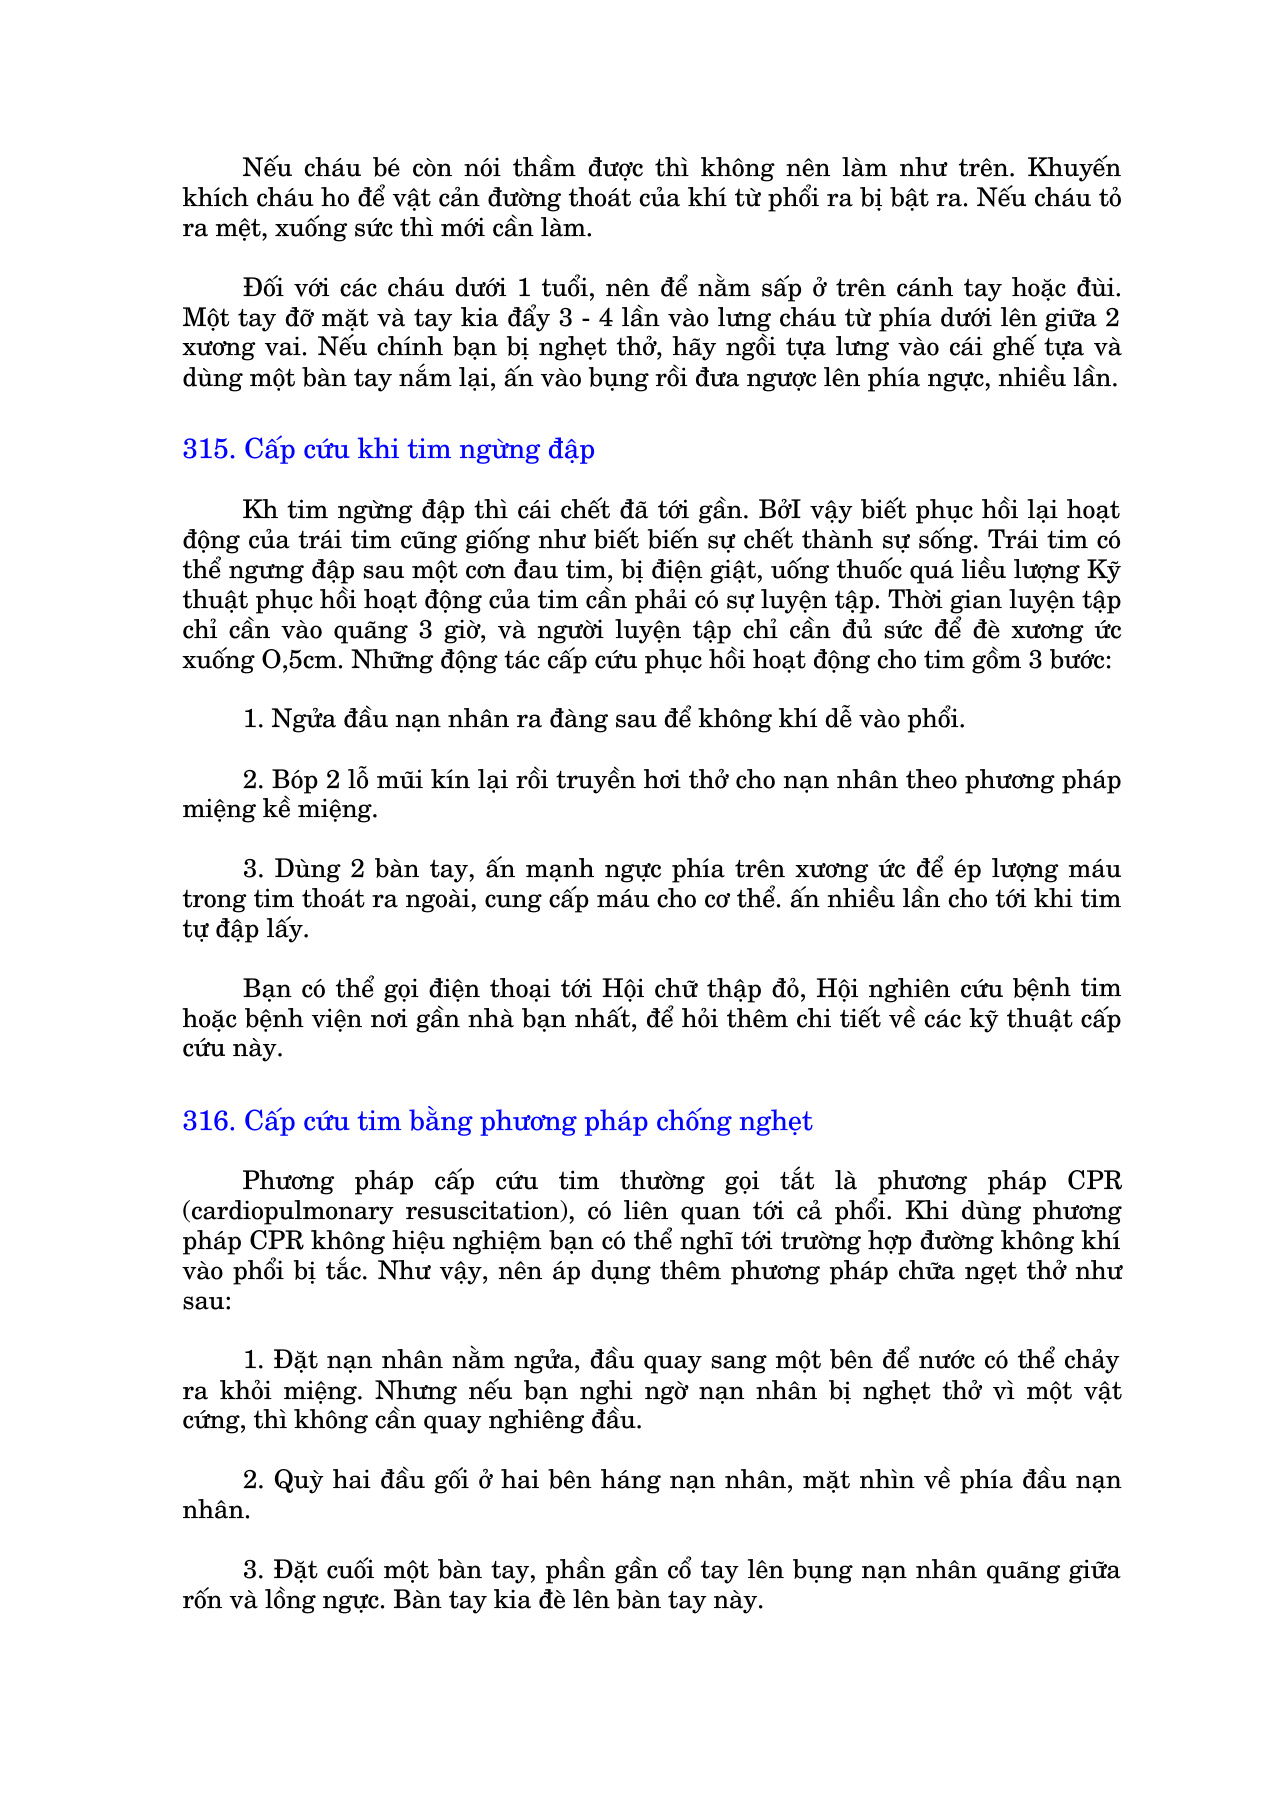 Nếu cháu bé còn nói thầm được thì không nên làm như trên. Khuyến
khích cháu ho để vật cản đường thoát của khí từ phổi ra bị bật ra. Nếu cháu tỏ
ra mệt, xuống sức thì mới cần làm.
Đối với các cháu dưới 1 tuổi, nên để nằm sấp ở trên cánh tay hoặc đùi.
Một tay đỡ mặt và tay kia đẩy 3 - 4 lần vào lưng cháu từ phía dưới lên giữa 2
xương vai. Nếu chính bạn bị nghẹt thở, hãy ngồi tựa lưng vào cái ghế tựa và
dùng một bàn tay nắm lại, ấn vào bụng rồi đưa ngược lên phía ngực, nhiều lần.
315. Cấp cứu khi tim ngừng đập
Kh tim ngừng đập thì cái chết đã tới gần. BởI vậy biết phục hồi lại hoạt
động của trái tim cũng giống như biết biến sự chết thành sự sống. Trái tim có
thể ngưng đập sau một cơn đau tim, bị điện giật, uống thuốc quá liều lượng Kỹ
thuật phục hồi hoạt động của tim cần phải có sự luyện tập. Thời gian luyện tập
chỉ cần vào quãng 3 giờ, và người luyện tập chỉ cần đủ sức để đè xương ức
xuống O,5cm. Những động tác cấp cứu phục hồi hoạt động cho tim gồm 3 bước:
1. Ngửa đầu nạn nhân ra đàng sau để không khí dễ vào phổi.
2. Bóp 2 lỗ mũi kín lại rồi truyền hơi thở cho nạn nhân theo phương pháp
miệng kề miệng.
3. Dùng 2 bàn tay, ấn mạnh ngực phía trên xương ức để ép lượng máu
trong tim thoát ra ngoài, cung cấp máu cho cơ thể. ấn nhiều lần cho tới khi tim
tự đập lấy.
Bạn có thể gọi điện thoại tới Hội chữ thập đỏ, Hội nghiên cứu bệnh tim
hoặc bệnh viện nơi gần nhà bạn nhất, để hỏi thêm chi tiết về các kỹ thuật cấp
cứu này.
316. Cấp cứu tim bằng phương pháp chống nghẹt
Phương pháp cấp cứu tim thường gọi tắt là phương pháp CPR
(cardiopulmonary resuscitation), có liên quan tới cả phổi. Khi dùng phương
pháp CPR không hiệu nghiệm bạn có thể nghĩ tới trường hợp đường không khí
vào phổi bị tắc. Như vậy, nên áp dụng thêm phương pháp chữa ngẹt thở như
sau:
1. Đặt nạn nhân nằm ngửa, đầu quay sang một bên để nước có thể chảy
ra khỏi miệng. Nhưng nếu bạn nghi ngờ nạn nhân bị nghẹt thở vì một vật
cứng, thì không cần quay nghiêng đầu.
2. Quỳ hai đầu gối ở hai bên háng nạn nhân, mặt nhìn về phía đầu nạn
nhân.
3. Đặt cuối một bàn tay, phần gần cổ tay lên bụng nạn nhân quãng giữa
rốn và lồng ngực. Bàn tay kia đè lên bàn tay này.